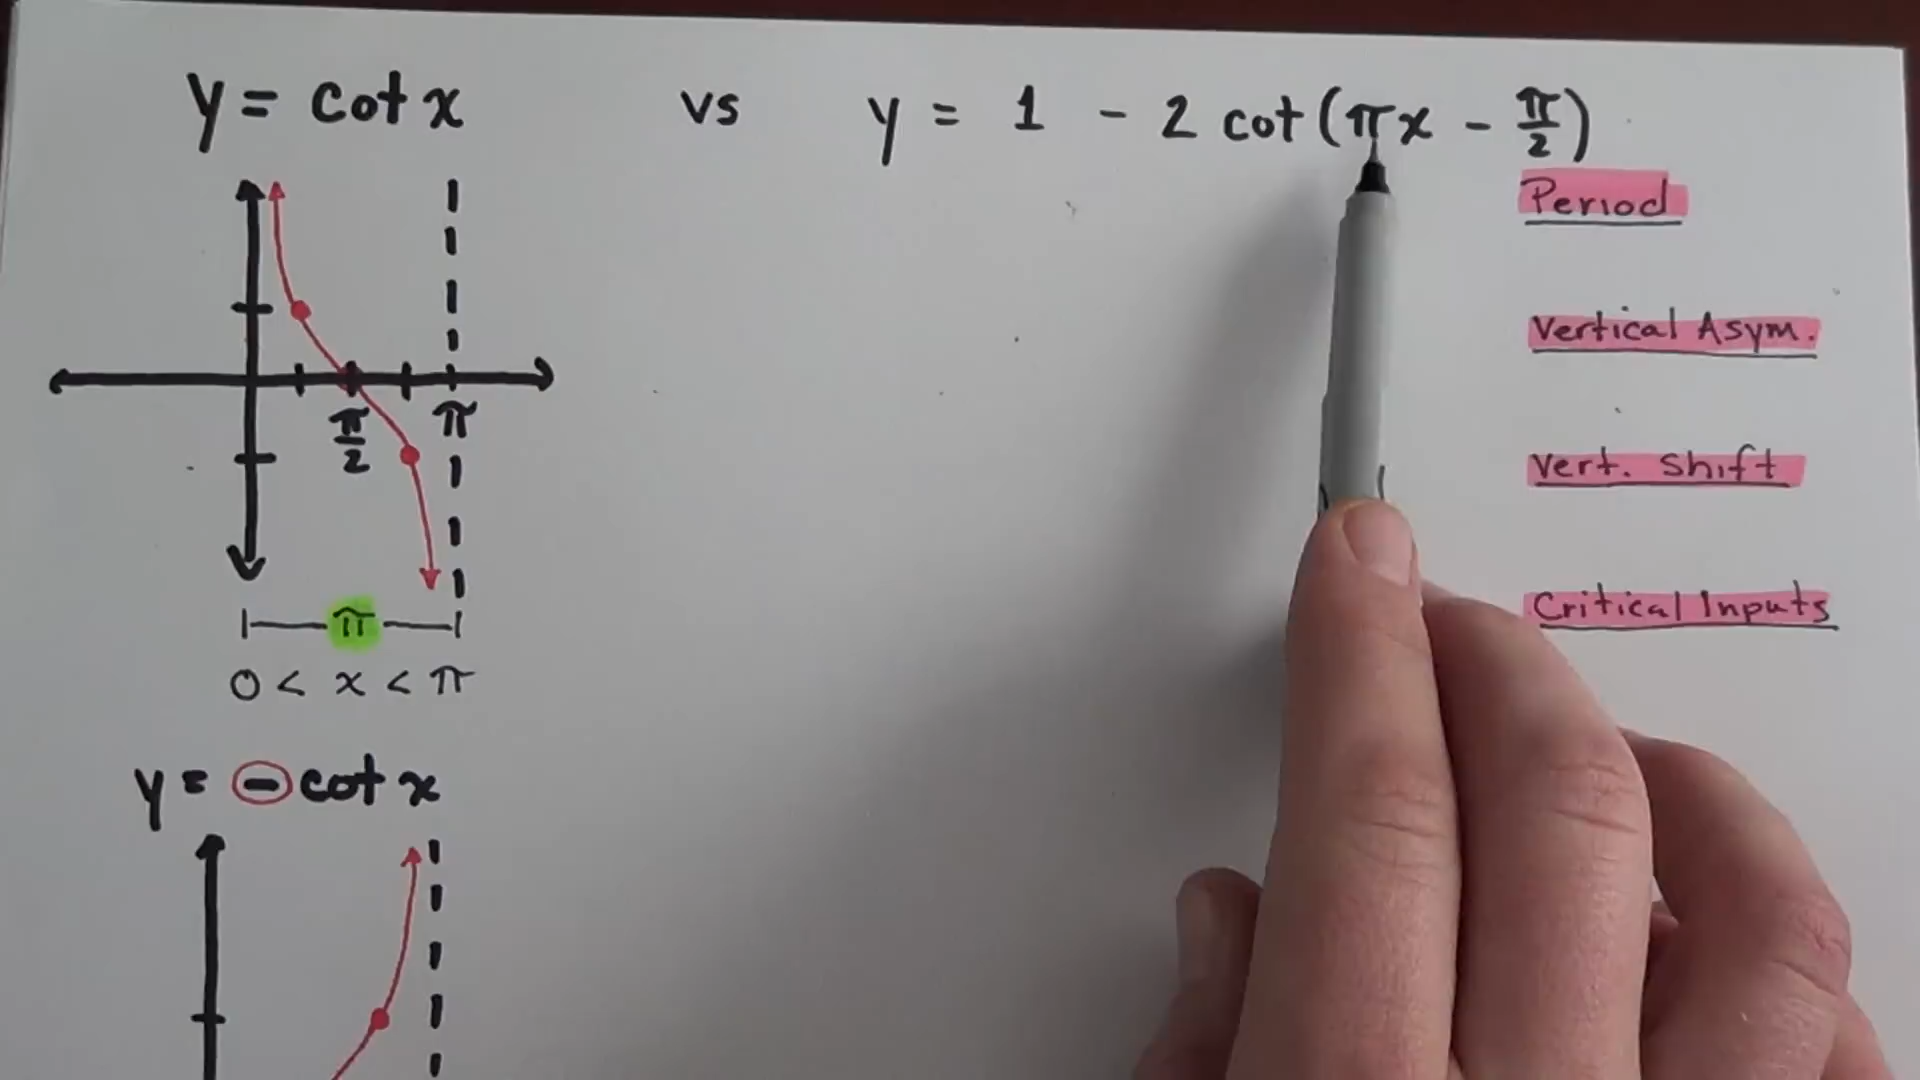 y = cot x vs y = 1 - 2 cot(πx - π/2)
Period
Vertical Asym.
Vert. Shift
Critical Inputs
π/2 π
π
0 < x < π
y = - cot x